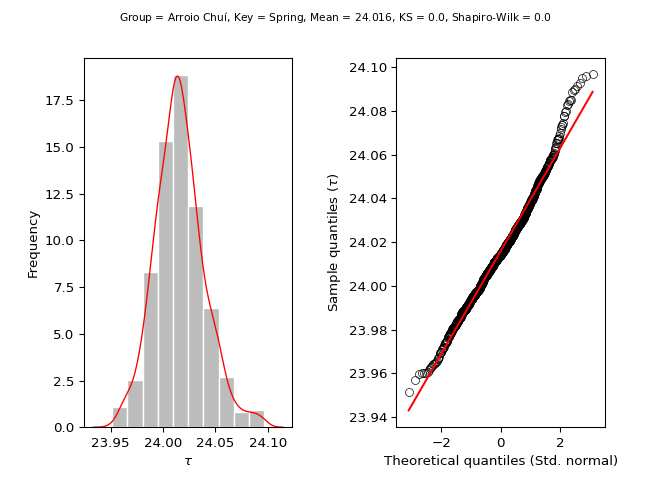 Group = Arroio Chuí, Key = Spring, Mean = 24.016, KS = 0.0, Shapiro-Wilk = 0.0
Frequency
17.5
15.0
12.5
10.0
7.5
5.0
2.5
0.0
23.95 24.00 24.05 24.10
τ
Sample quantiles (τ)
24.10
24.08
24.06
24.04
24.02
24.00
23.98
23.96
23.94
−2 0 2
Theoretical quantiles (Std. normal)